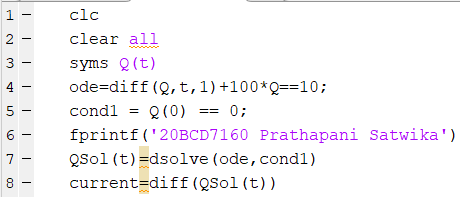 1 − clc
2 − clear all
3 − syms Q(t)
4 − ode=diff(Q,t,1)+100*Q==10;
5 − cond1 = Q(0) == 0;
6 − fprintf('20BCD7160 Prathapani Satwika')
7 − QSol(t)=dsolve(ode,cond1)
8 − current=diff(QSol(t))